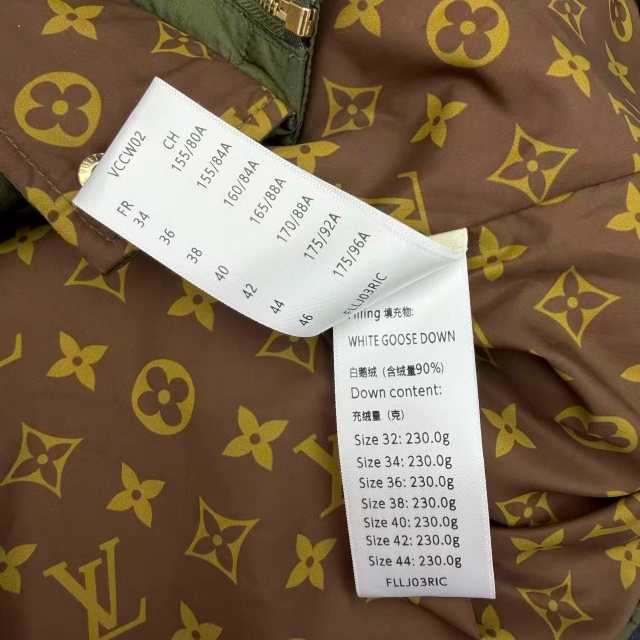 VCCW02
FR CH
34 155/80A
36 155/84A
38 160/84A
40 165/88A
42 170/88A
44 175/92A
46 175/96A
FLLJ03RIC
填充物:
WHITE GOOSE DOWN
白鹅绒（含绒量90%）
Down content:
充绒量（克）
Size 32: 230.0g
Size 34: 230.0g
Size 36: 230.0g
Size 38: 230.0g
Size 40: 230.0g
Size 42: 230.0g
Size 44: 230.0g
FLLJ03RIC